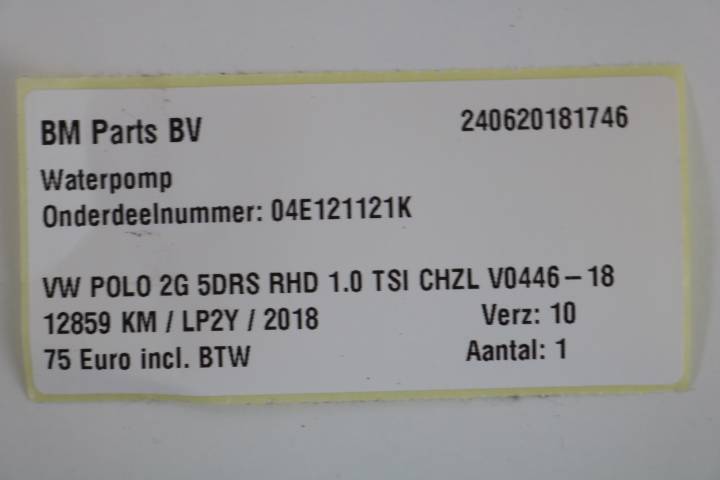 BM Parts BV 240620181746
Waterpomp
Onderdeelnummer: 04E121121K
VW POLO 2G 5DRS RHD 1.0 TSI CHZL V0446-18
12859 KM / LP2Y / 2018 Verz: 10
75 Euro incl. BTW Aantal: 1